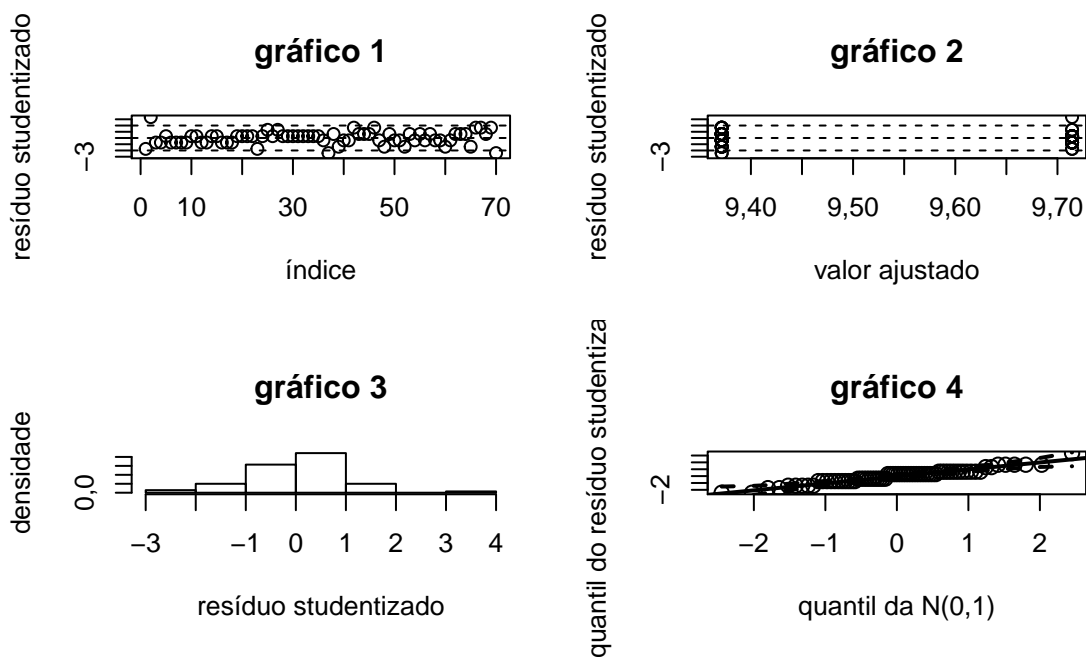 gráfico 1
resíduo studentizado
−3
0 10 30 50 70
índice
gráfico 2
resíduo studentizado
−3
9,40 9,50 9,60 9,70
valor ajustado
gráfico 3
densidade
0,0
−3 −1 0 1 2 3 4
resíduo studentizado
gráfico 4
quantil do resíduo studentiza
−2
−2 −1 0 1 2
quantil da N(0,1)